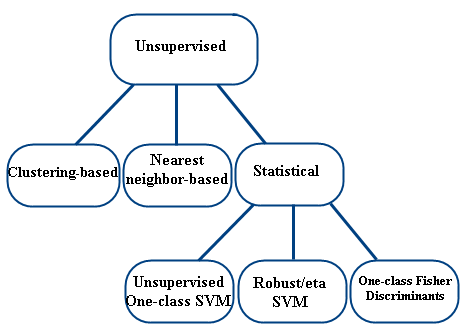 Unsupervised
Clustering-based
Nearest
neighbor-based
Statistical
Unsupervised
One-class SVM
Robust/eta
SVM
One-class Fisher
Discriminants